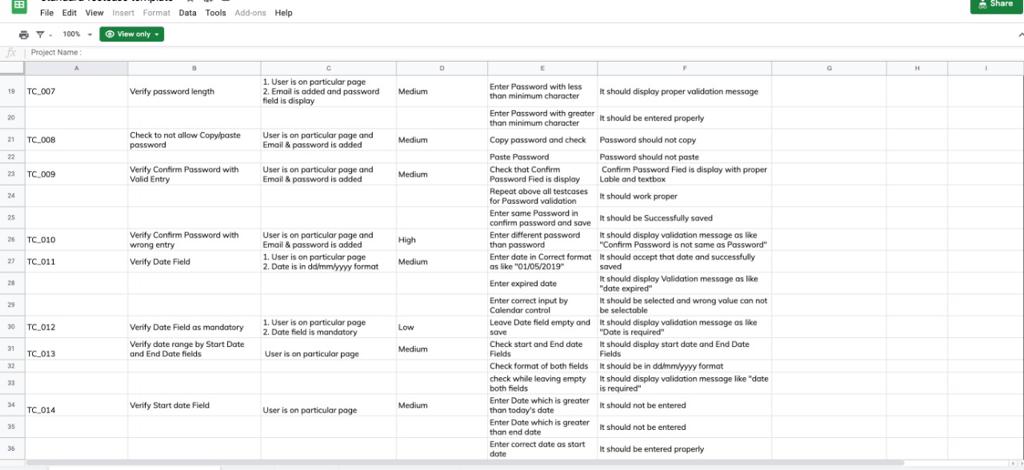 Share
File Edit View Insert Format Data Tools Add-ons Help
100% View only
fx Project Name :
A B C D E F G H I
19 TC_007 Verify password length 1. User is on particular page Medium Enter Password with less It should display proper validation message
2. Email is added and password than minimum character
field is display
20 Enter Password with greater It should be entered properly
than minimum character
21 TC_008 Check to not allow Copy/paste User is on particular page and Medium Copy password and check Password should not copy
password Email & password is added
22 Paste Password Password should not paste
23 TC_009 Verify Confirm Password with User is on particular page and Medium Check that Confirm Confirm Password Fied is display with proper
Valid Entry Email & password is added Password Fied is display Lable and textbox
24 Repeat above all testcases It should work proper
for Password validation
25 Enter same Password in It should be Successfully saved
confirm password and save
26 TC_010 Verify Confirm Password with User is on particular page and High Enter different password It should display validation message as like
wrong entry Email & password is added than password "Confirm Password is not same as Password"
27 TC_011 Verify Date Field 1. User is on particular page Medium Enter date in Correct format It should accept that date and successfully
2. Date is in dd/mm/yyyy format as like "01/05/2019" saved
28 Enter expired date It should display Validation message as like
"date expired"
29 Enter correct input by It should be selected and wrong value can not
Calendar control be selectable
30 TC_012 Verify Date Field as mandatory 1. User is on particular page Low Leave Date field empty and It should display validation message as like
2. Date field is mandatory save "Date is required"
31 TC_013 Verify date range by Start Date User is on particular page Medium Check start and End date It should display start date and End Date
and End Date fields Fields Fields
32 Check format of both fields It should be in dd/mm/yyyy format
33 check while leaving empty It should display validation message like "date
both fields is required"
34 TC_014 Verify Start date Field User is on particular page Medium Enter Date which is greater It should not be entered
than today's date
35 Enter Date which is greater It should not be entered
than end date
36 Enter correct date as start It should be entered properly
date